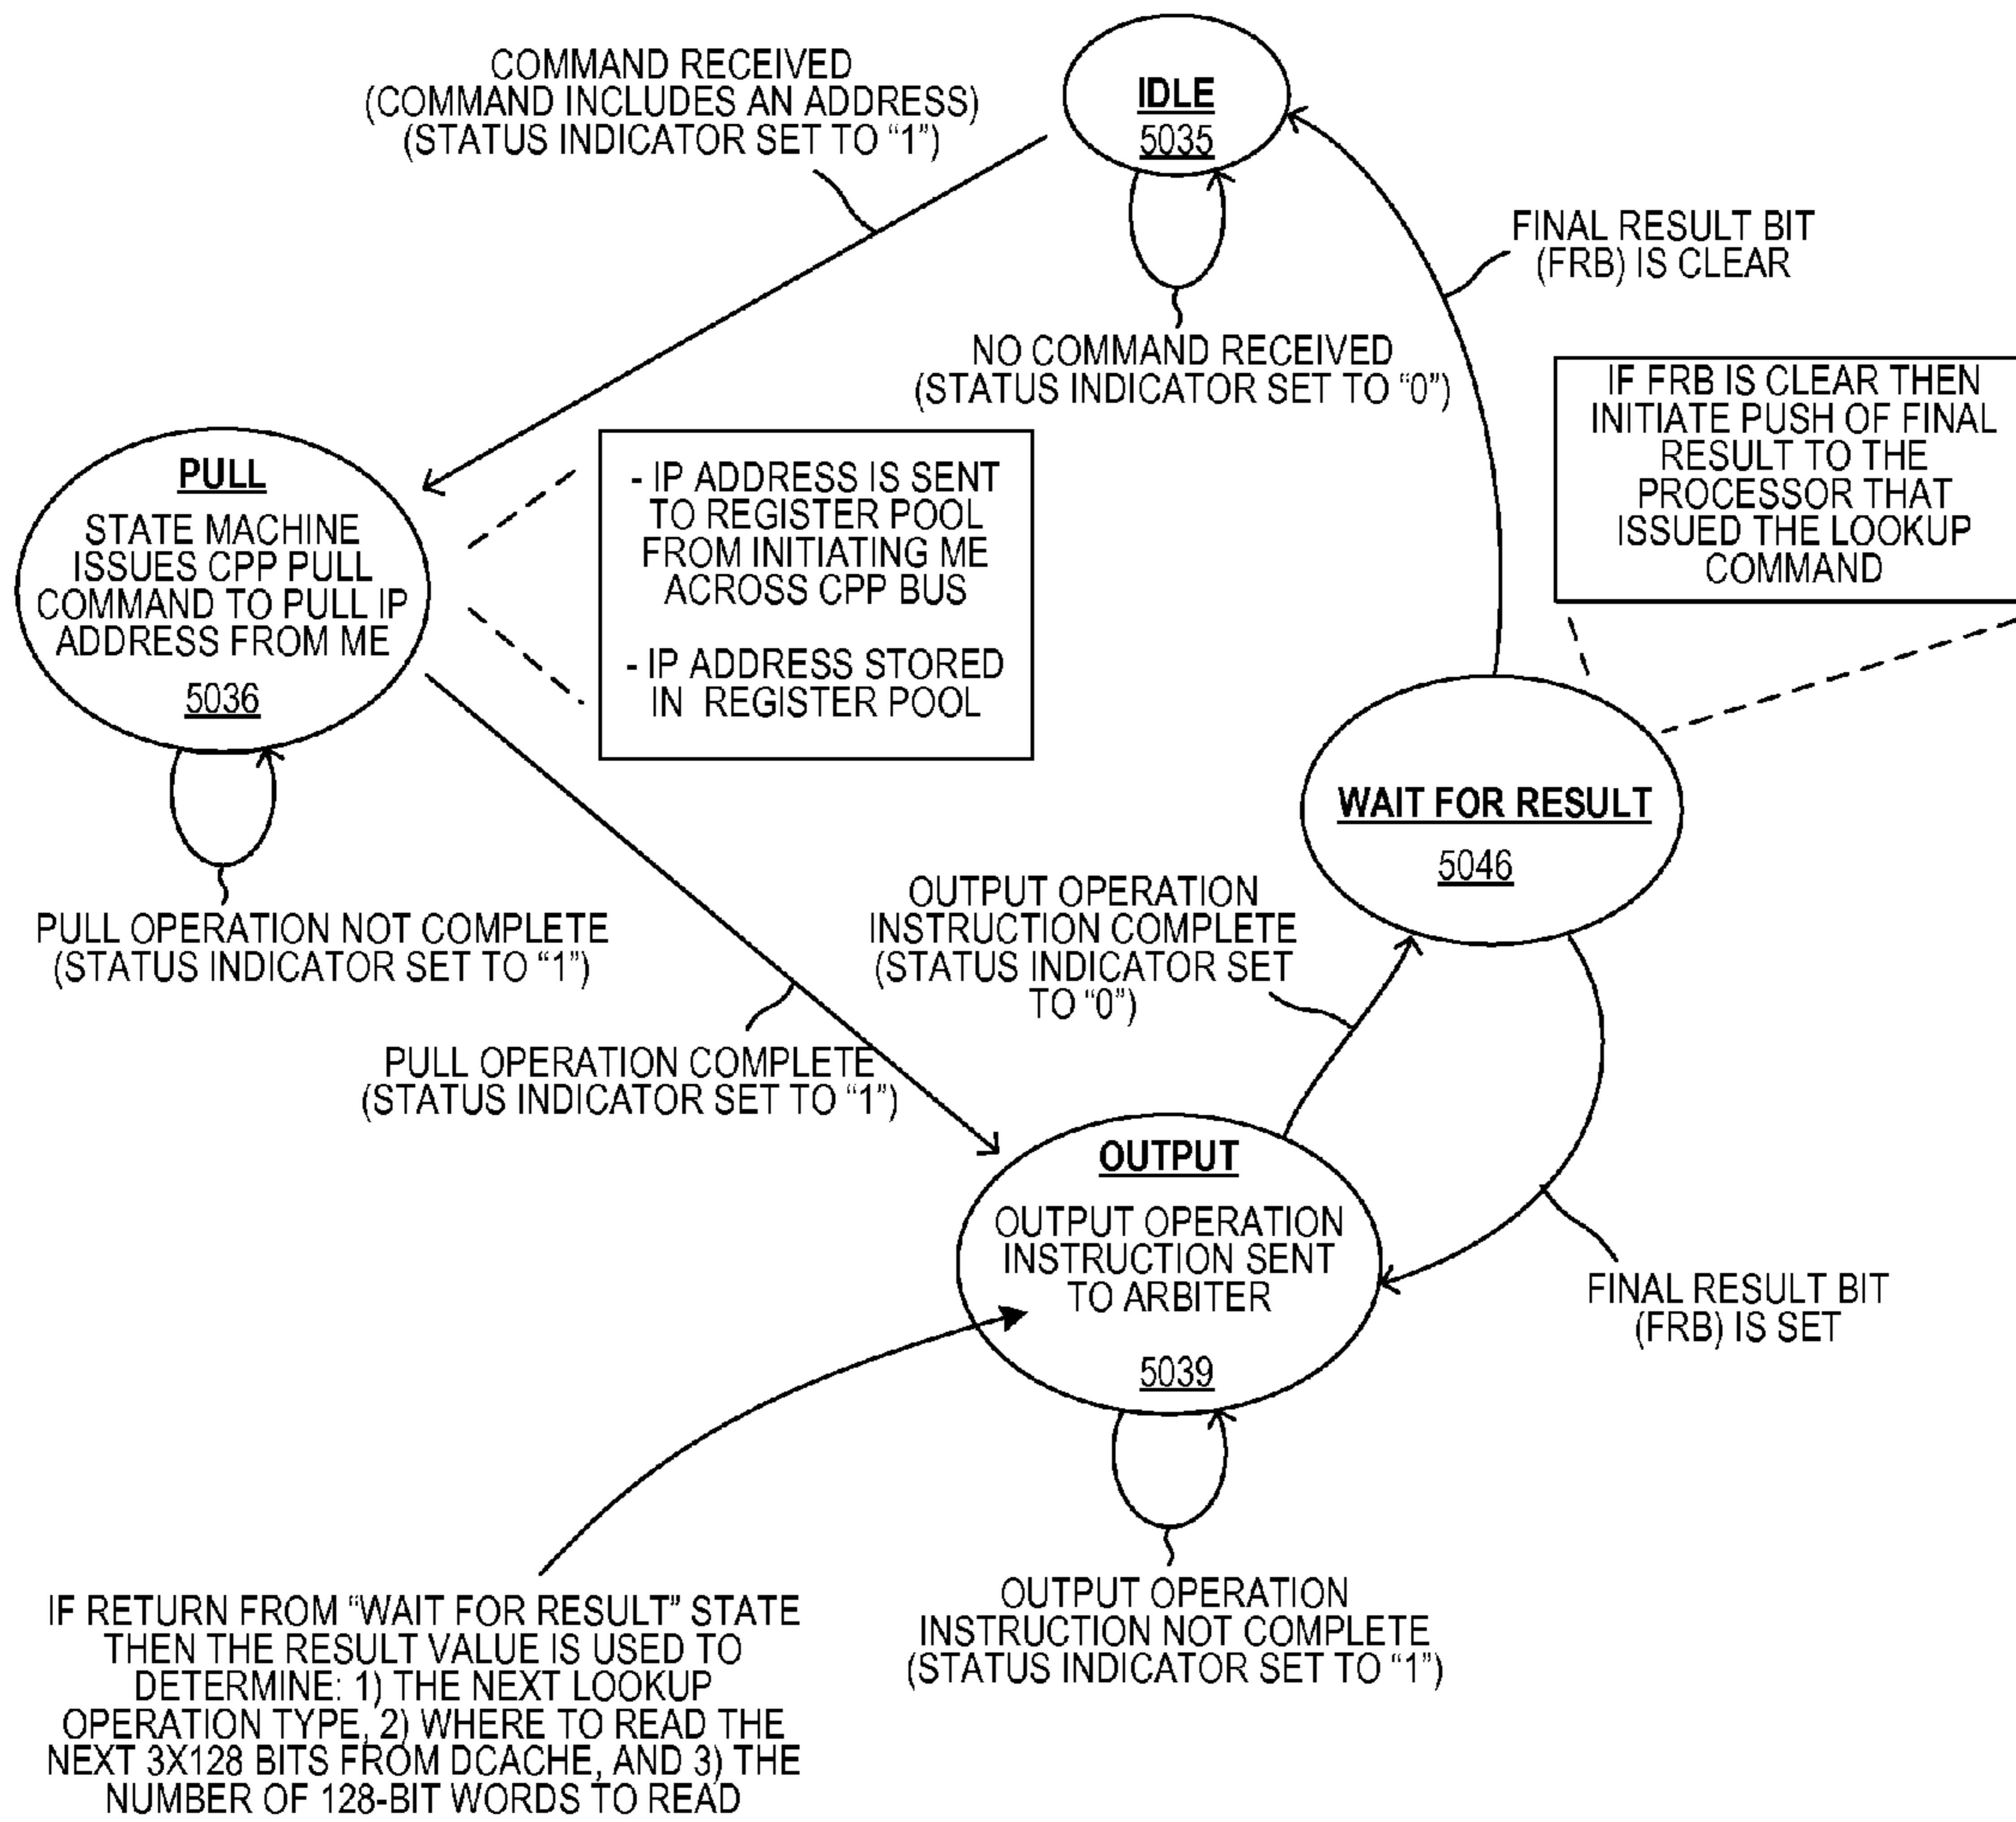 COMMAND RECEIVED
(COMMAND INCLUDES AN ADDRESS)
(STATUS INDICATOR SET TO “1”)
IDLE
5035
FINAL RESULT BIT
(FRB) IS CLEAR
NO COMMAND RECEIVED
(STATUS INDICATOR SET TO “0”)
IF FRB IS CLEAR THEN
INITIATE PUSH OF FINAL
RESULT TO THE
PROCESSOR THAT
ISSUED THE LOOKUP
COMMAND
PULL
STATE MACHINE
ISSUES CPP PULL
COMMAND TO PULL IP
ADDRESS FROM ME
5036
- IP ADDRESS IS SENT
TO REGISTER POOL
FROM INITIATING ME
ACROSS CPP BUS
- IP ADDRESS STORED
IN REGISTER POOL
WAIT FOR RESULT
5046
PULL OPERATION NOT COMPLETE
(STATUS INDICATOR SET TO “1”)
OUTPUT OPERATION
INSTRUCTION COMPLETE
(STATUS INDICATOR SET
TO “0”)
PULL OPERATION COMPLETE
(STATUS INDICATOR SET TO “1”)
OUTPUT
OUTPUT OPERATION
INSTRUCTION SENT
TO ARBITER
5039
FINAL RESULT BIT
(FRB) IS SET
IF RETURN FROM “WAIT FOR RESULT” STATE
THEN THE RESULT VALUE IS USED TO
DETERMINE: 1) THE NEXT LOOKUP
OPERATION TYPE, 2) WHERE TO READ THE
NEXT 3X128 BITS FROM DCACHE, AND 3) THE
NUMBER OF 128-BIT WORDS TO READ
OUTPUT OPERATION
INSTRUCTION NOT COMPLETE
(STATUS INDICATOR SET TO “1”)